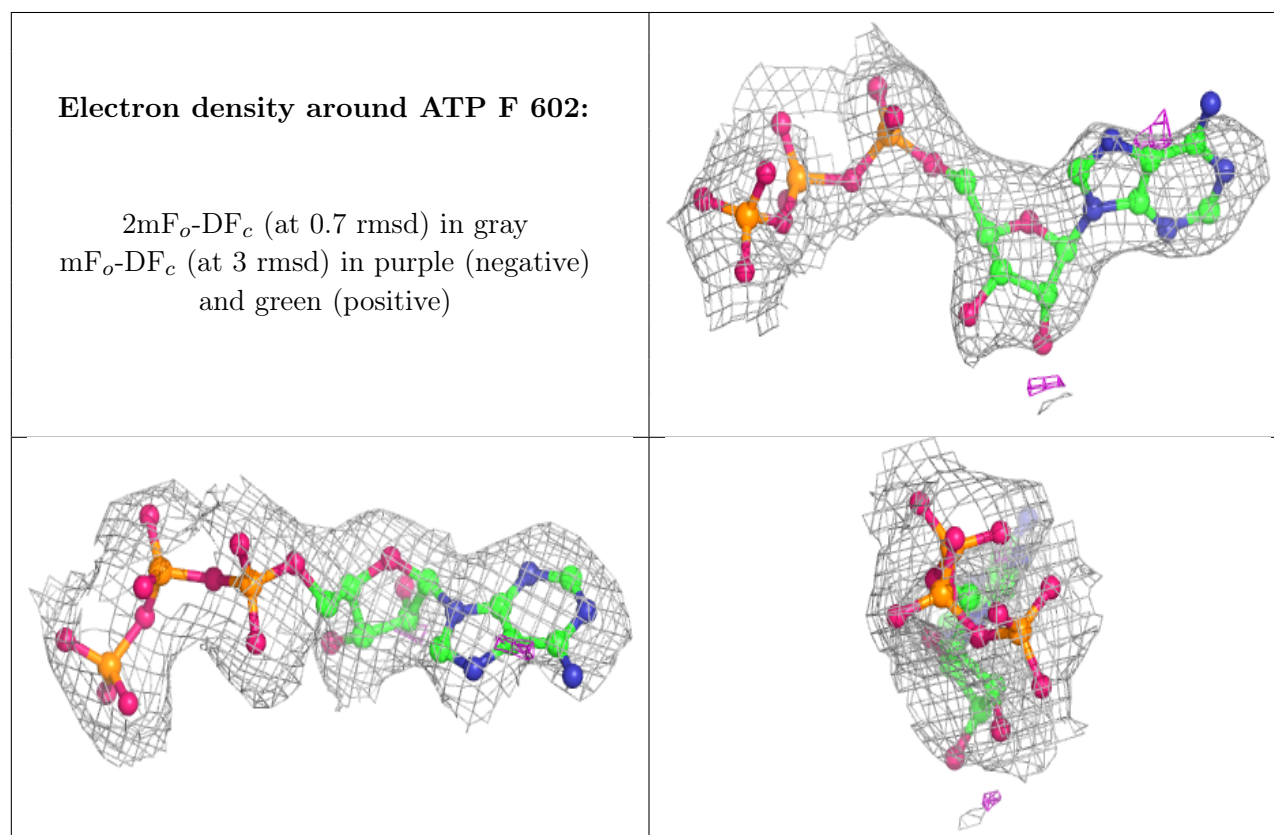 Electron density around ATP F 602:
2mFo-DFc (at 0.7 rmsd) in gray
mFo-DFc (at 3 rmsd) in purple (negative)
and green (positive)